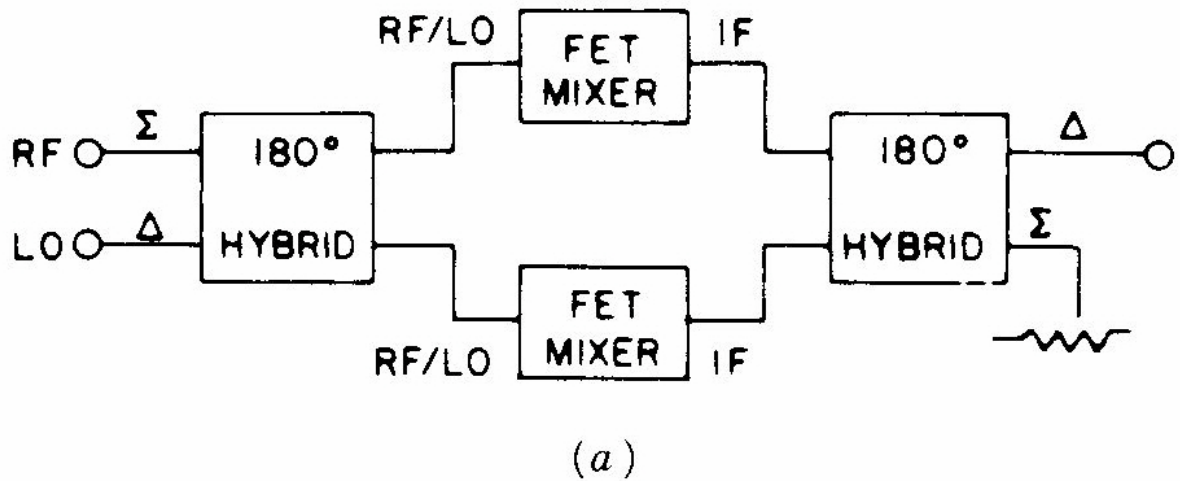 RF/LO
FET
MIXER
IF
RF
Σ
180°
HYBRID
LO
Δ
180°
HYBRID
Δ
Σ
FET
MIXER
RF/LO
IF
(a)